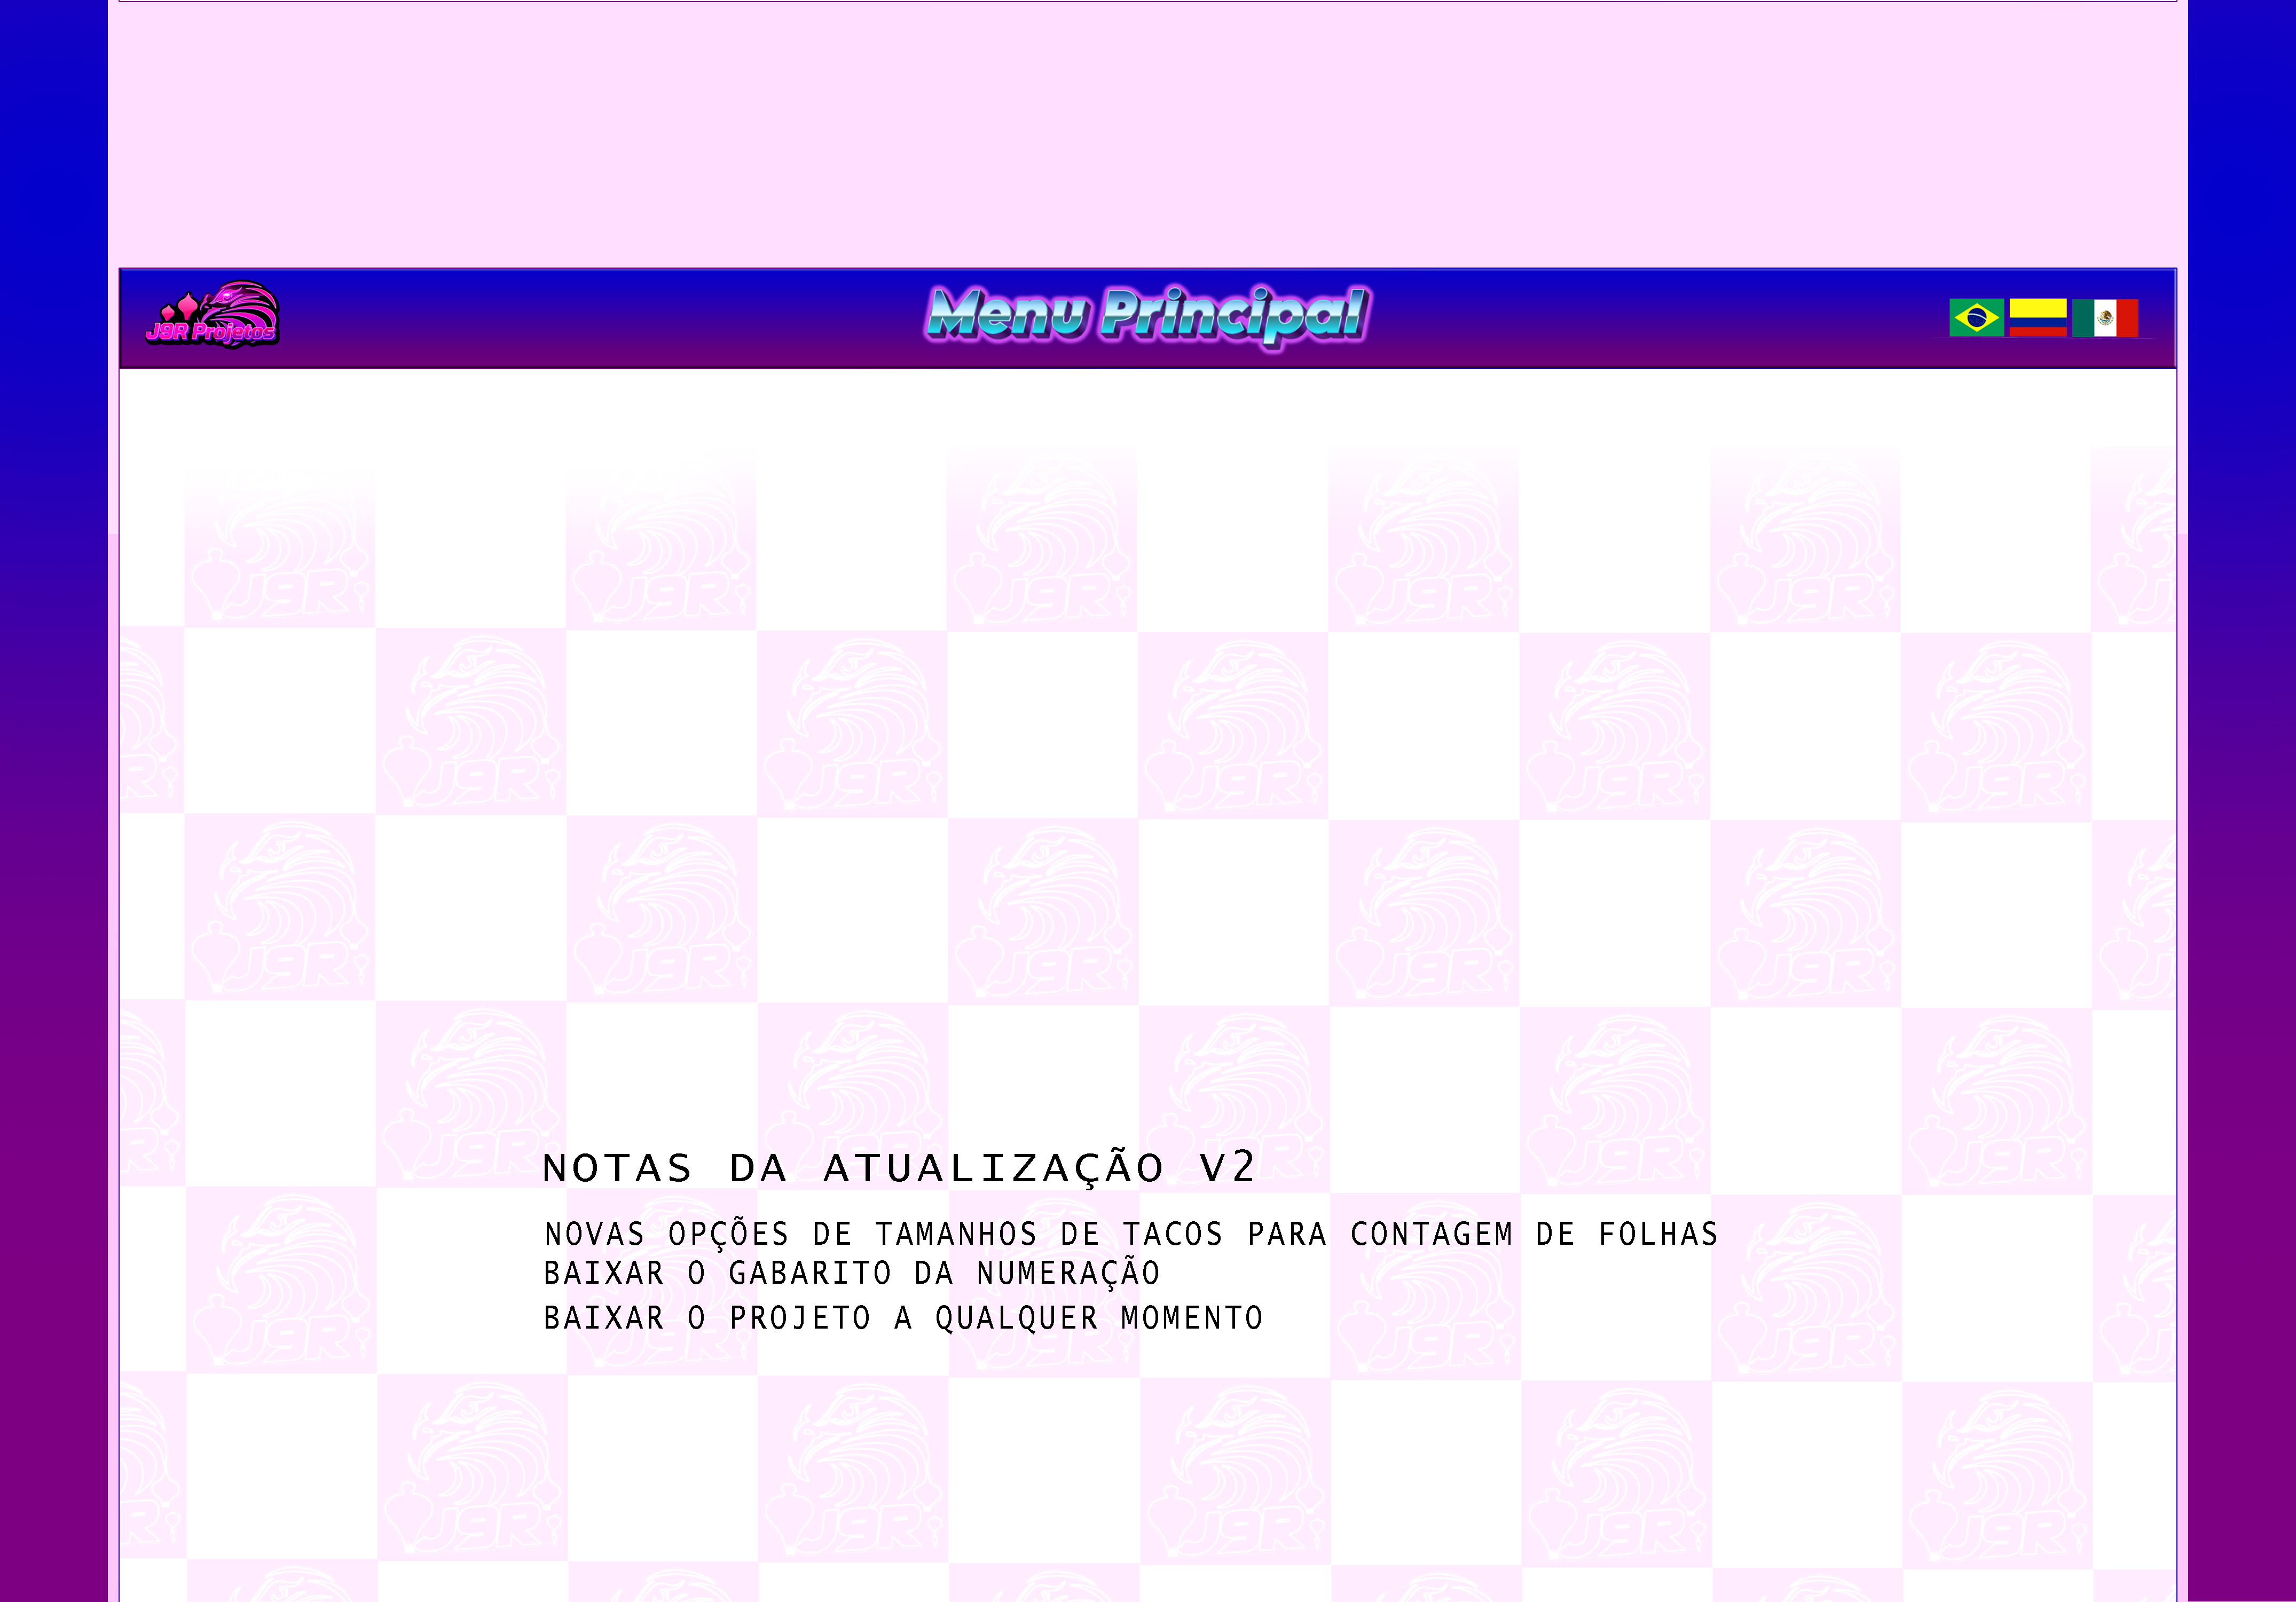 J9R Projetos
Menu Principal
NOTAS DA ATUALIZAÇÃO V2
NOVAS OPÇÕES DE TAMANHOS DE TACOS PARA CONTAGEM DE FOLHAS
BAIXAR O GABARITO DA NUMERAÇÃO
BAIXAR O PROJETO A QUALQUER MOMENTO